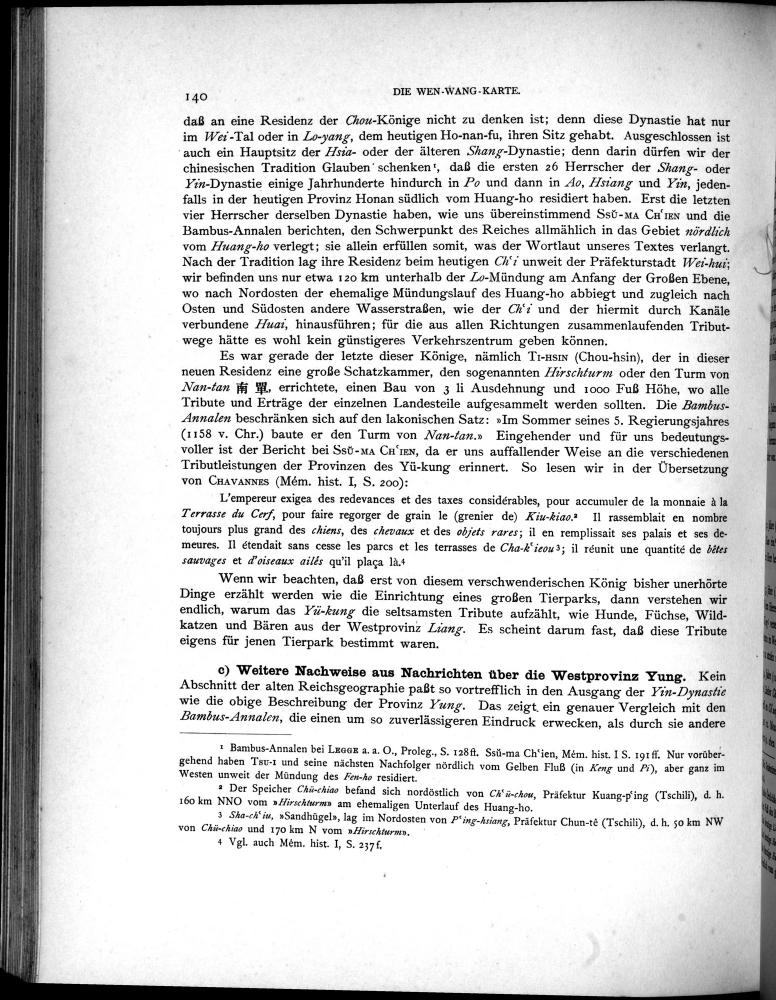 140
DIE WEN-WANG-KARTE.
daß an eine Residenz der Chou-Könige nicht zu denken ist; denn diese Dynastie hat nur
im Wei-Tal oder in Lo-yang, dem heutigen Ho-nan-fu, ihren Sitz gehabt. Ausgeschlossen ist
auch ein Hauptsitz der Hsia- oder der älteren Shang-Dynastie; denn darin dürfen wir der
chinesischen Tradition Glauben schenken¹, daß die ersten 26 Herrscher der Shang- oder
Yin-Dynastie einige Jahrhunderte hindurch in Po und dann in Ao, Hsiang und Yin, jeden-
falls in der heutigen Provinz Honan südlich vom Huang-ho residiert haben. Erst die letzten
vier Herrscher derselben Dynastie haben, wie uns übereinstimmend Ssŭ-ma Chʻien und die
Bambus-Annalen berichten, den Schwerpunkt des Reiches allmählich in das Gebiet nördlich
vom Huang-ho verlegt; sie allein erfüllen somit, was der Wortlaut unseres Textes verlangt.
Nach der Tradition lag ihre Residenz beim heutigen Chʻi unweit der Präfekturstadt Wei-hui;
wir befinden uns nur etwa 120 km unterhalb der Lo-Mündung am Anfang der Großen Ebene,
wo nach Nordosten der ehemalige Mündungslauf des Huang-ho abbiegt und zugleich nach
Osten und Südosten andere Wasserstraßen, wie der Chʻi und der hiermit durch Kanäle
verbundene Huai, hinausführen; für die aus allen Richtungen zusammenlaufenden Tribut-
wege hätte es wohl kein günstigeres Verkehrszentrum geben können.
Es war gerade der letzte dieser Könige, nämlich Ti-hsin (Chou-hsin), der in dieser
neuen Residenz eine große Schatzkammer, den sogenannten Hirschturm oder den Turm von
Nan-tan 南單, errichtete, einen Bau von 3 li Ausdehnung und 1000 Fuß Höhe, wo alle
Tribute und Erträge der einzelnen Landesteile aufgesammelt werden sollten. Die Bambus-
Annalen beschränken sich auf den lakonischen Satz: »Im Sommer seines 5. Regierungsjahres
(1158 v. Chr.) baute er den Turm von Nan-tan.» Eingehender und für uns bedeutungs-
voller ist der Bericht bei Ssŭ-ma Chʻien, da er uns auffallender Weise an die verschiedenen
Tributleistungen der Provinzen des Yü-kung erinnert. So lesen wir in der Übersetzung
von Chavannes (Mém. hist. I, S. 200):
L'empereur exigea des redevances et des taxes considérables, pour accumuler de la monnaie à la
Terrasse du Cerf, pour faire regorger de grain le (grenier de) Kiu-kiao.² Il rassemblait en nombre
toujours plus grand des chiens, des chevaux et des objets rares; il en remplissait ses palais et ses de-
meures. Il étendait sans cesse les parcs et les terrasses de Cha-kʻieou³; il réunit une quantité de bêtes
sauvages et d'oiseaux ailés qu'il plaça là.⁴
Wenn wir beachten, daß erst von diesem verschwenderischen König bisher unerhörte
Dinge erzählt werden wie die Einrichtung eines großen Tierparks, dann verstehen wir
endlich, warum das Yü-kung die seltsamsten Tribute aufzählt, wie Hunde, Füchse, Wild-
katzen und Bären aus der Westprovinz Liang. Es scheint darum fast, daß diese Tribute
eigens für jenen Tierpark bestimmt waren.
c) Weitere Nachweise aus Nachrichten über die Westprovinz Yung. Kein
Abschnitt der alten Reichsgeographie paßt so vortrefflich in den Ausgang der Yin-Dynastie
wie die obige Beschreibung der Provinz Yung. Das zeigt ein genauer Vergleich mit den
Bambus-Annalen, die einen um so zuverlässigeren Eindruck erwecken, als durch sie andere
¹ Bambus-Annalen bei Legge a. a. O., Proleg., S. 128ff. Ssŭ-ma Chʻien, Mém. hist. I S. 191 ff. Nur vorüber-
gehend haben Tsu-i und seine nächsten Nachfolger nördlich vom Gelben Fluß (in Keng und Pi), aber ganz im
Westen unweit der Mündung des Fen-ho residiert.
² Der Speicher Chü-chiao befand sich nordöstlich von Chʻü-chou, Präfektur Kuang-pʻing (Tschili), d. h.
160 km NNO vom »Hirschturm» am ehemaligen Unterlauf des Huang-ho.
³ Sha-chʻiu, »Sandhügel», lag im Nordosten von Pʻing-hsiang, Präfektur Chun-tê (Tschili), d. h. 50 km NW
von Chü-chiao und 170 km N vom »Hirschturm».
⁴ Vgl. auch Mém. hist. I, S. 237 f.